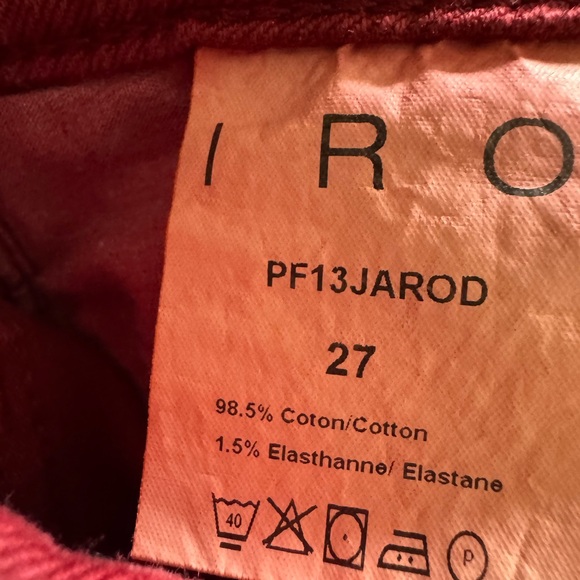 I R O
PF13JAROD
27
98.5% Coton/Cotton
1.5% Elasthanne/ Elastane
40
P